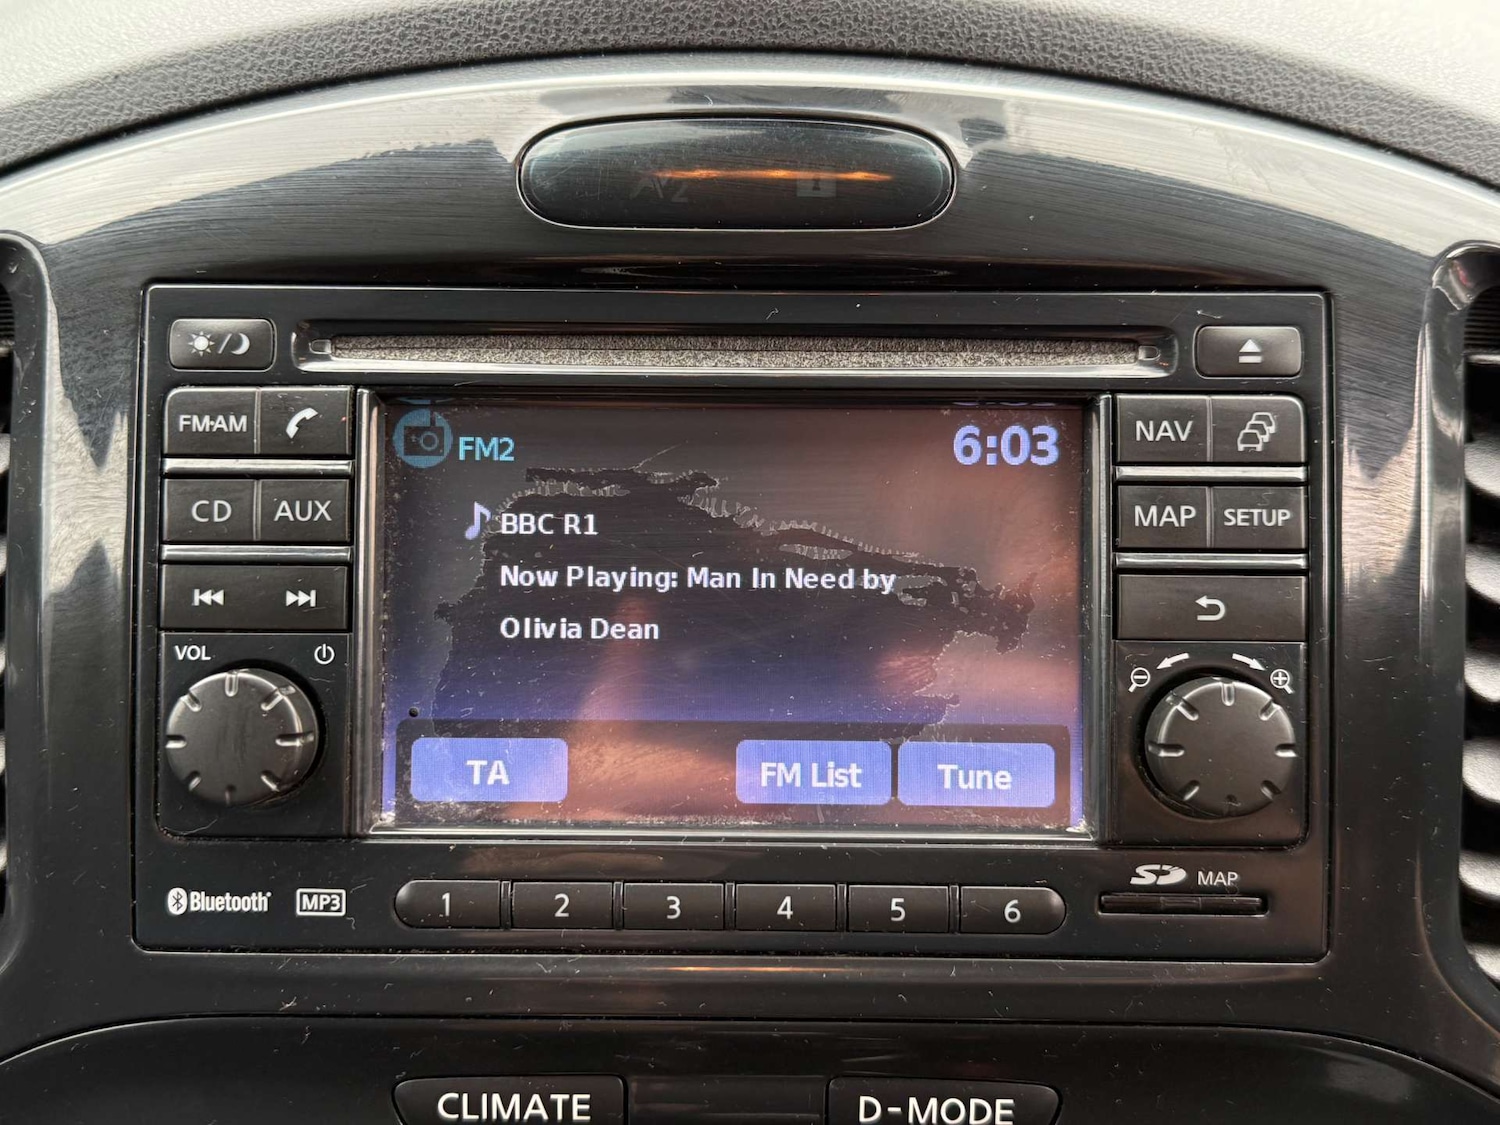 FM·AM
CD
AUX
VOL
FM2
6:03
BBC R1
Now Playing: Man In Need by
Olivia Dean
TA
FM List
Tune
NAV
MAP
SETUP
Bluetooth
MP3
1
2
3
4
5
6
SD MAP
CLIMATE
D-MODE